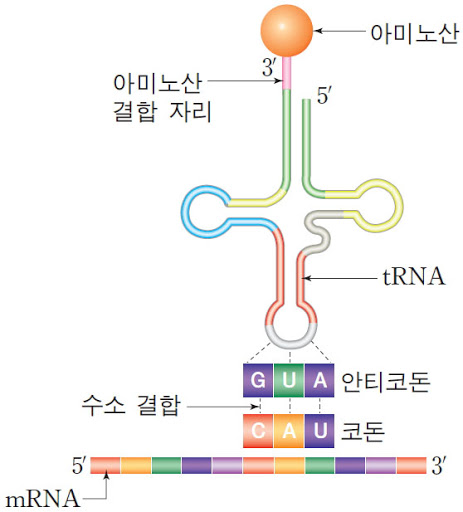 아미노산
3′
아미노산
결합 자리
5′
tRNA
G U A 안티코돈
수소 결합
C A U 코돈
5′ 3′
mRNA